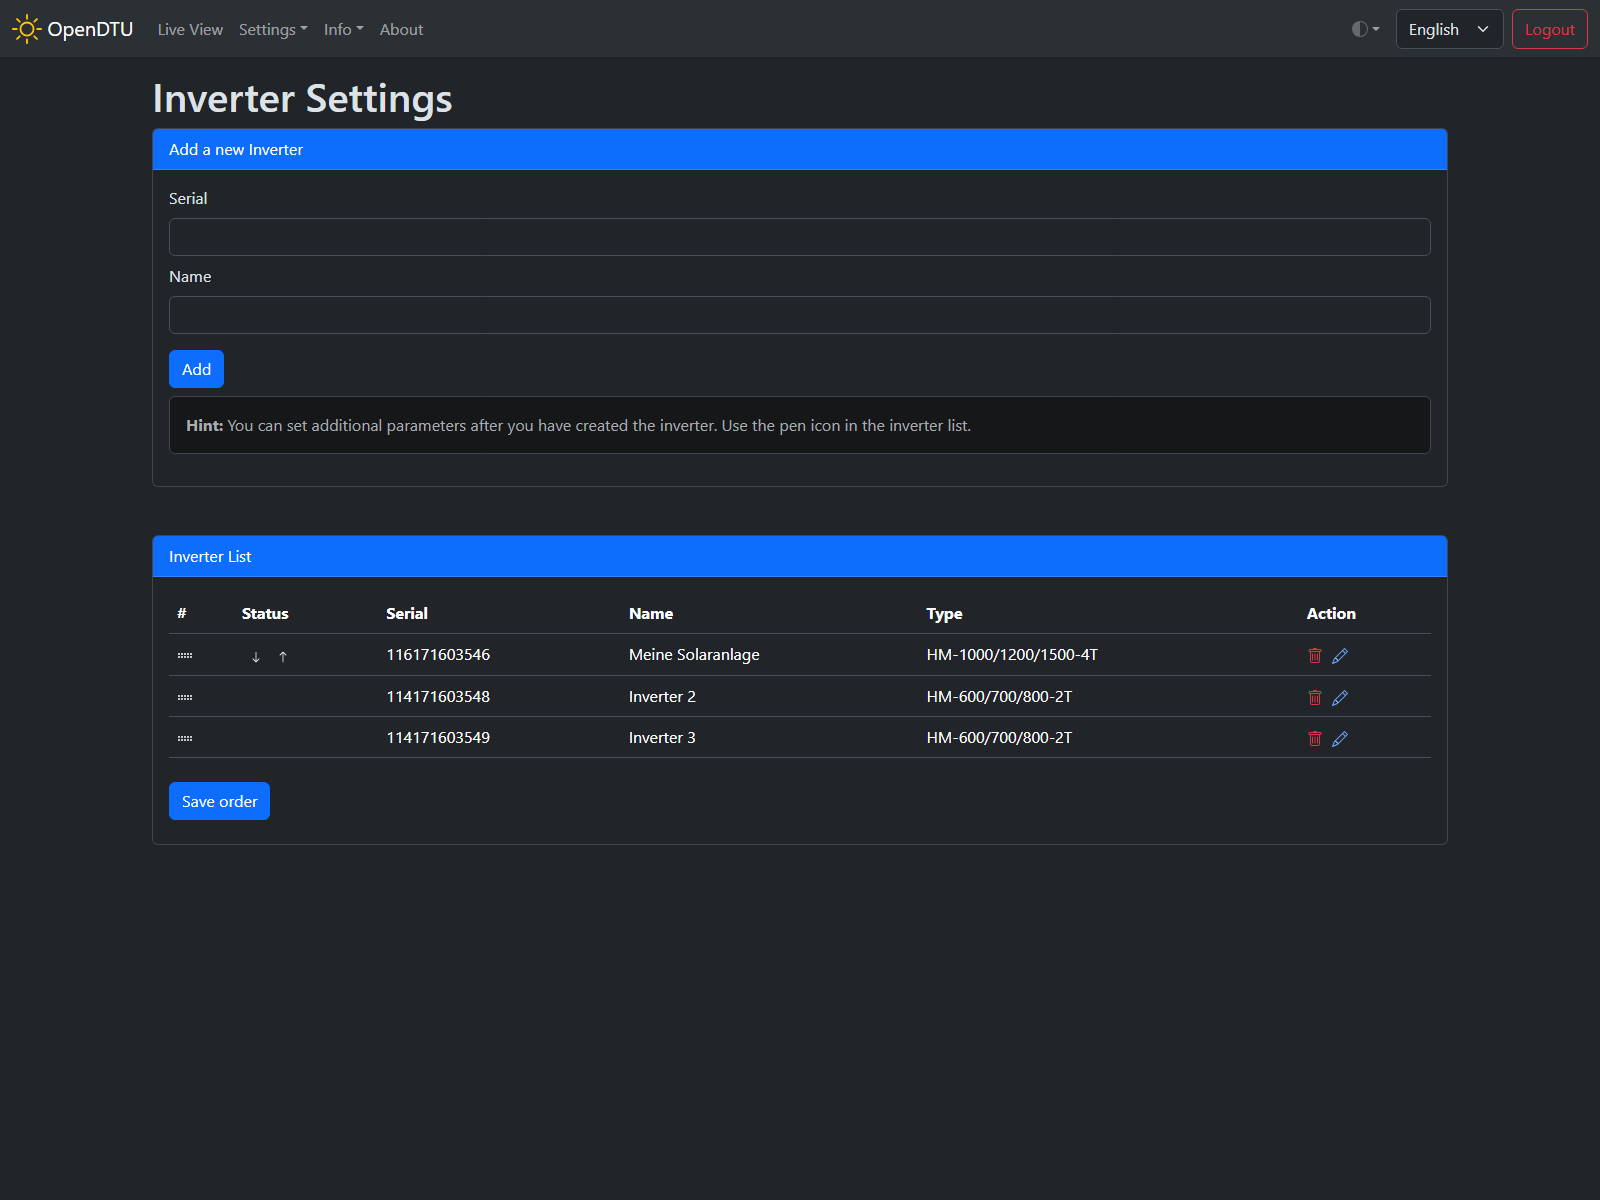 OpenDTU Live View Settings Info About English Logout
Inverter Settings
Add a new Inverter
Serial
Name
Add
Hint: You can set additional parameters after you have created the inverter. Use the pen icon in the inverter list.
Inverter List
# Status Serial Name Type Action
↓ ↑ 116171603546 Meine Solaranlage HM-1000/1200/1500-4T
114171603548 Inverter 2 HM-600/700/800-2T
114171603549 Inverter 3 HM-600/700/800-2T
Save order